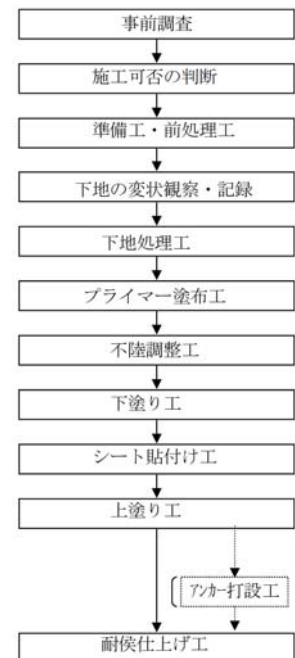 事前調査
施工可否の判断
準備工・前処理工
下地の変状観察・記録
下地処理工
プライマー塗布工
不陸調整工
下塗り工
シート貼付け工
上塗り工
アンカー打設工
耐侯仕上げ工